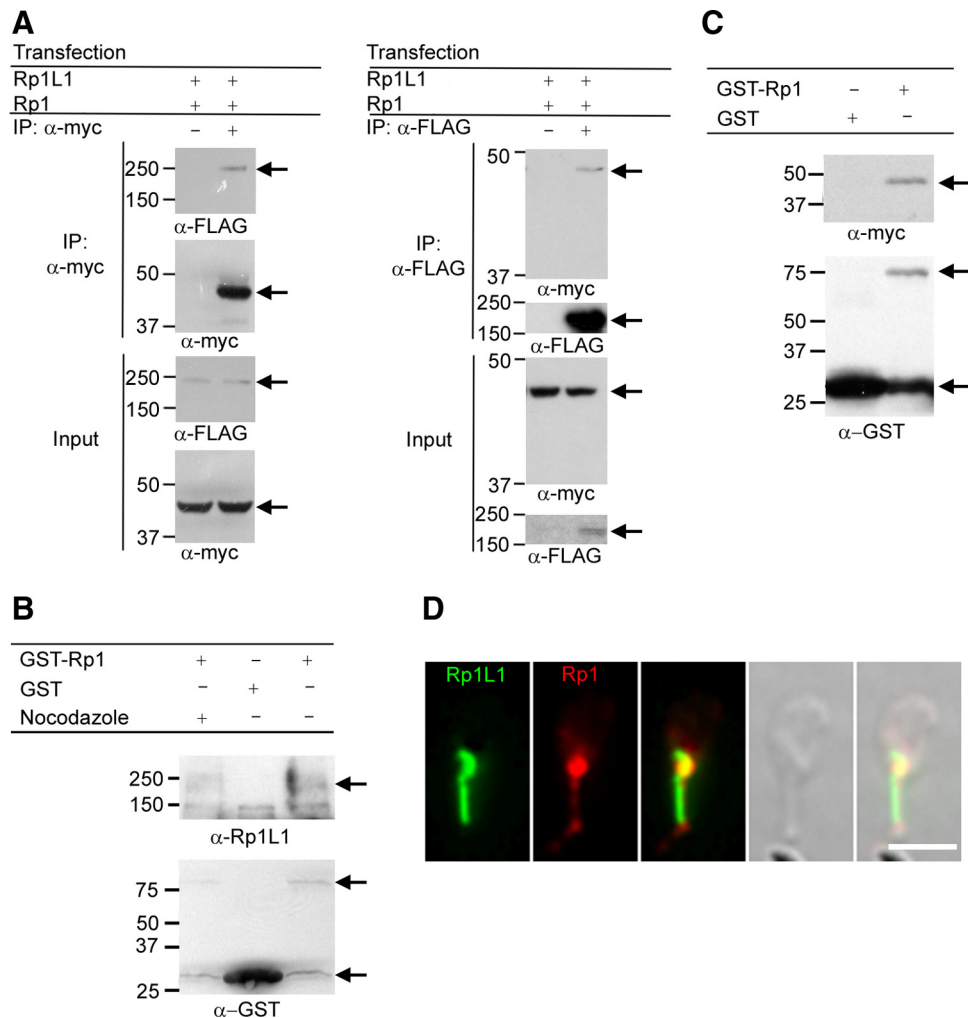 A
Transfection
Rp1L1 + +
Rp1 + +
IP: α-myc – +
IP:
α-myc
250
150
α-FLAG
50
37
α-myc
Input
250
150
α-FLAG
50
37
α-myc
Transfection
Rp1L1 + +
Rp1 + +
IP: α-FLAG – +
IP:
α-FLAG
50
37
α-myc
250
150
α-FLAG
Input
50
37
α-myc
250
150
α-FLAG
C
GST-Rp1 – +
GST + –
50
37
α-myc
75
50
37
25
α–GST
B
GST-Rp1 + – +
GST – + –
Nocodazole + – –
250
150
α-Rp1L1
75
50
37
25
α–GST
D
Rp1L1 Rp1